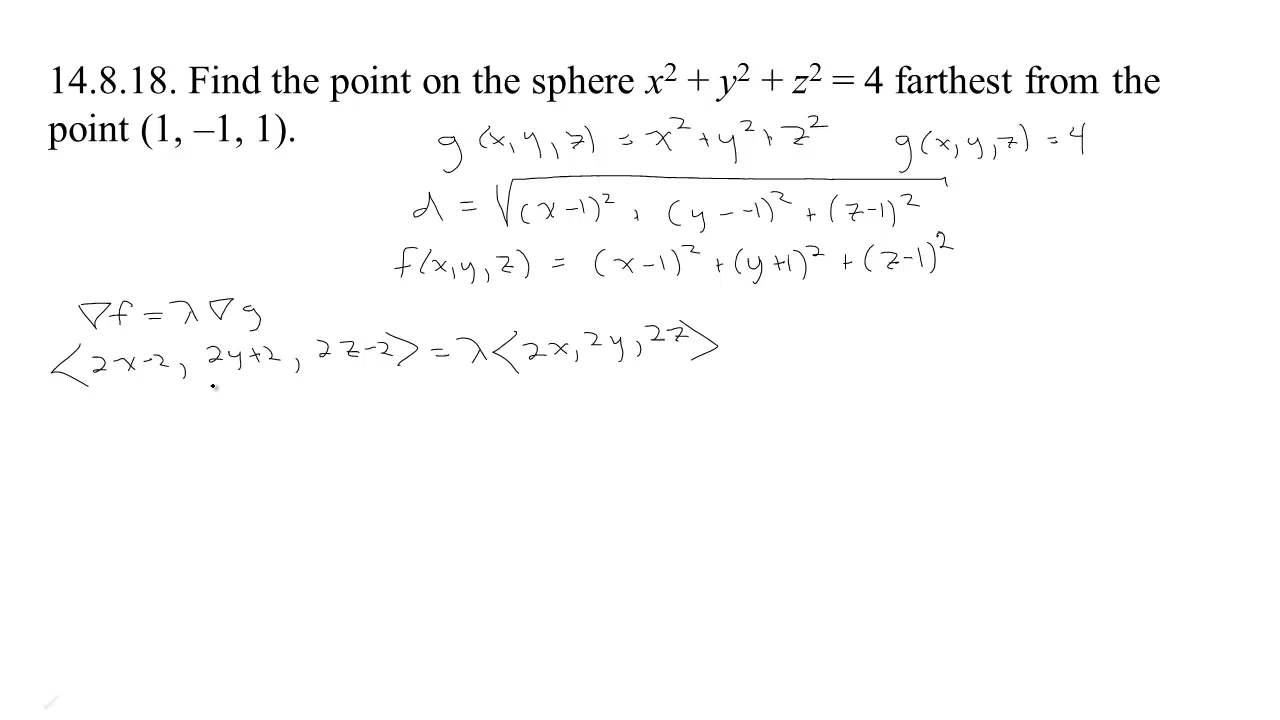 14.8.18. Find the point on the sphere x² + y² + z² = 4 farthest from the
point (1, –1, 1).
g(x, y, z) = x² + y² + z² g(x, y, z) = 4
d = √((x-1)² + (y--1)² + (z-1)²)
f(x, y, z) = (x-1)² + (y+1)² + (z-1)²
∇f = λ∇g
⟨2x-2, 2y+2, 2z-2⟩ = λ⟨2x, 2y, 2z⟩